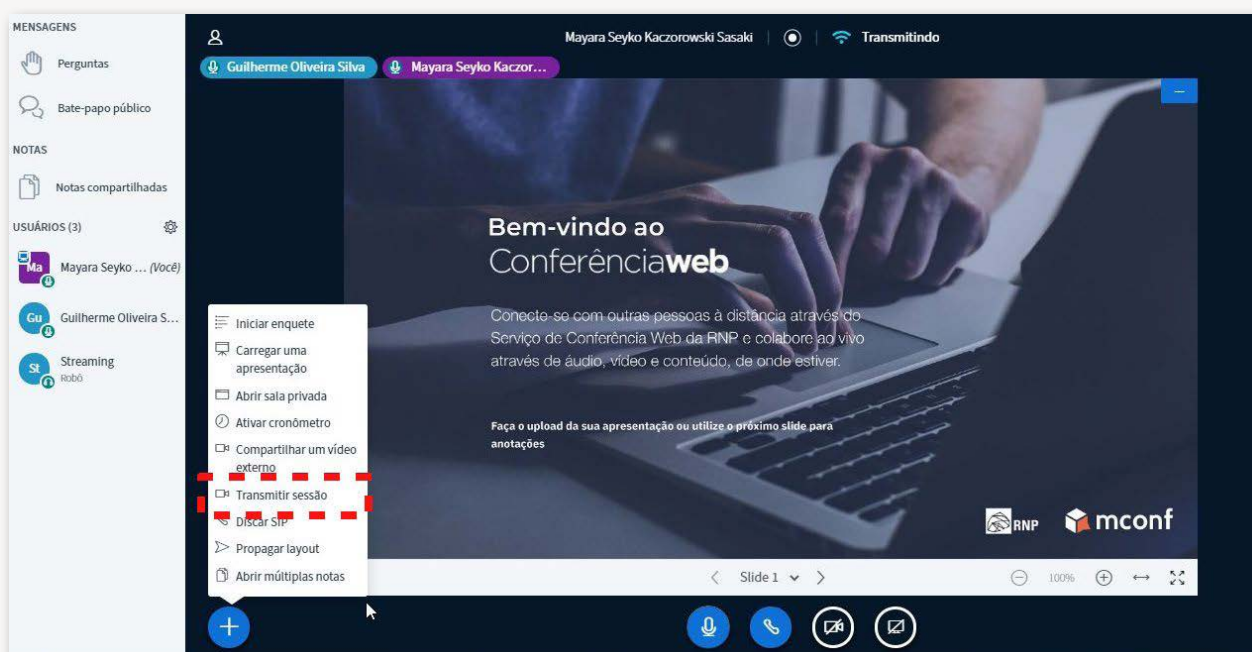 MENSAGENS
Perguntas
Bate-papo público
NOTAS
Notas compartilhadas
USUÁRIOS (3)
Ma
Mayara Seyko ... (Você)
Gu
Guilherme Oliveira S...
St
Streaming
Robô
Mayara Seyko Kaczorowski Sasaki
Transmitindo
Guilherme Oliveira Silva
Mayara Seyko Kaczor...
Bem-vindo ao
Conferênciaweb
Conecte-se com outras pessoas à distância através do
Serviço de Conferência Web da RNP e colabore ao vivo
através de áudio, vídeo e conteúdo, de onde estiver.
Faça o upload da sua apresentação ou utilize o próximo slide para
anotações
RNP
mconf
Iniciar enquete
Carregar uma
apresentação
Abrir sala privada
Ativar cronômetro
Compartilhar um vídeo
externo
Transmitir sessão
Discar SIP
Propagar layout
Abrir múltiplas notas
Slide 1
100%